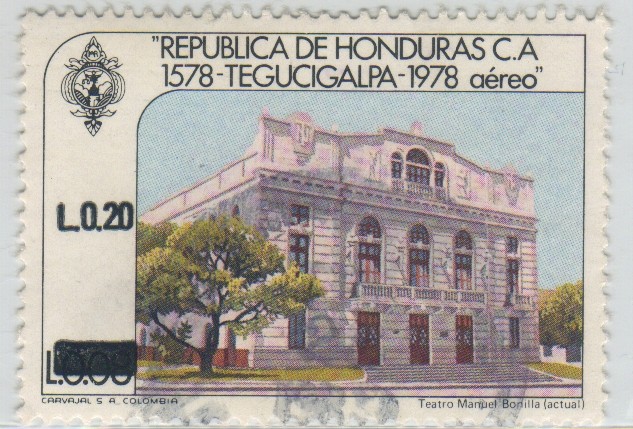 "REPUBLICA DE HONDURAS C.A
1578-TEGUCIGALPA-1978 aéreo"
L.0.20
CARVAJAL S A. COLOMBIA
Teatro Manuel Bonilla (actual)